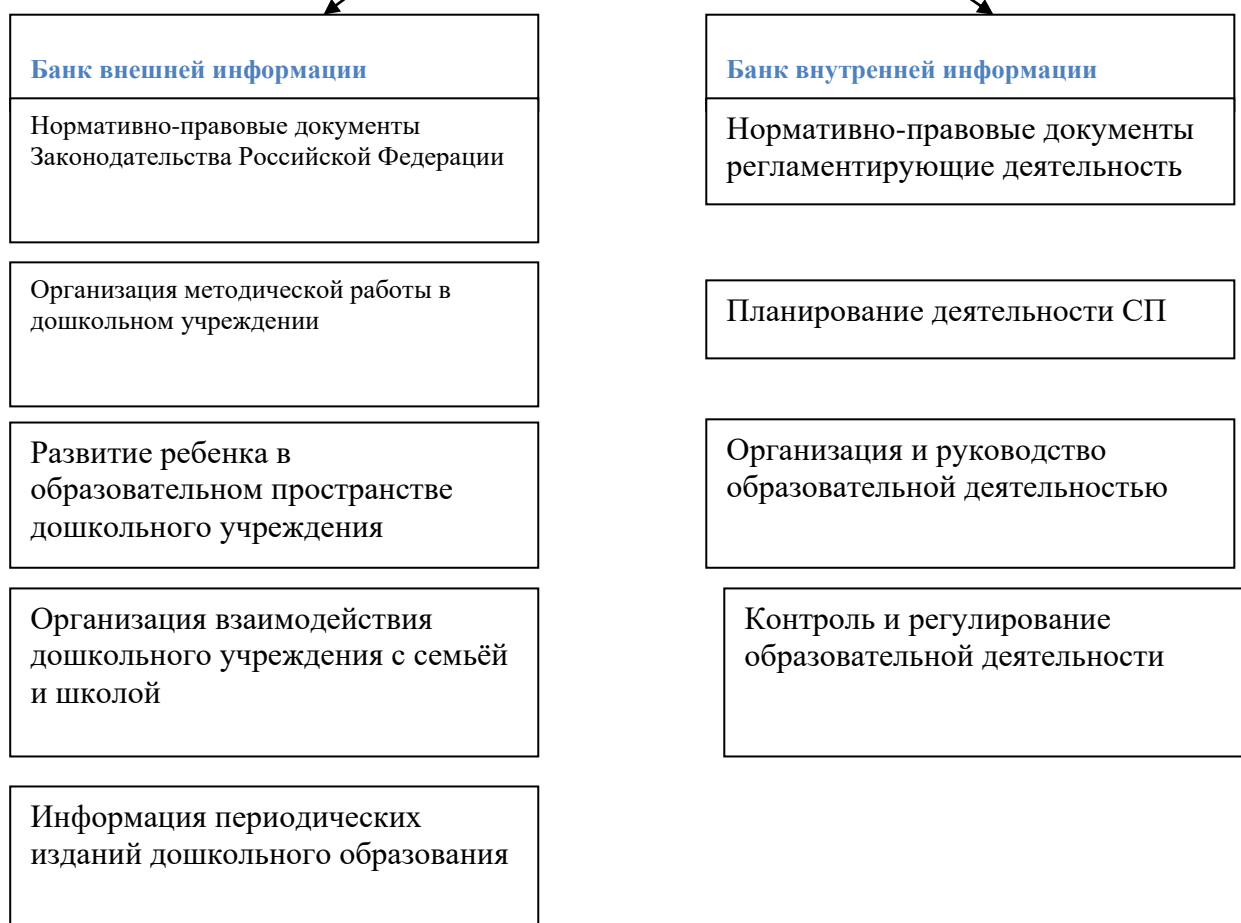 Банк внешней информации
Нормативно-правовые документы
Законодательства Российской Федерации
Организация методической работы в
дошкольном учреждении
Развитие ребенка в
образовательном пространстве
дошкольного учреждения
Организация взаимодействия
дошкольного учреждения с семьёй
и школой
Информация периодических
изданий дошкольного образования
Банк внутренней информации
Нормативно-правовые документы
регламентирующие деятельность
Планирование деятельности СП
Организация и руководство
образовательной деятельностью
Контроль и регулирование
образовательной деятельности